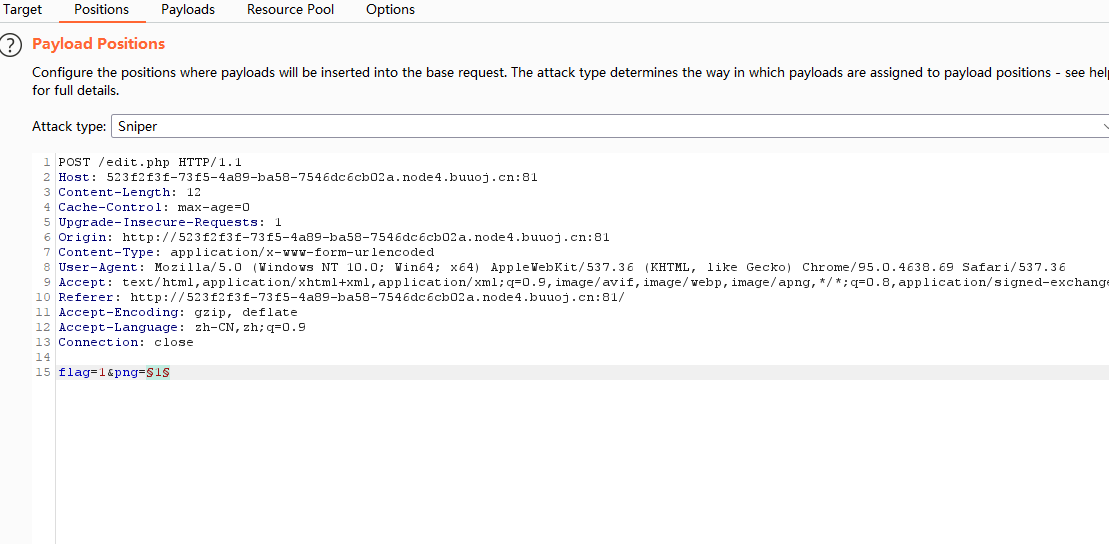 Target Positions Payloads Resource Pool Options
? Payload Positions
Configure the positions where payloads will be inserted into the base request. The attack type determines the way in which payloads are assigned to payload positions - see help
for full details.
Attack type: Sniper
1 POST /edit.php HTTP/1.1
2 Host: 523f2f3f-73f5-4a89-ba58-7546dc6cb02a.node4.buuoj.cn:81
3 Content-Length: 12
4 Cache-Control: max-age=0
5 Upgrade-Insecure-Requests: 1
6 Origin: http://523f2f3f-73f5-4a89-ba58-7546dc6cb02a.node4.buuoj.cn:81
7 Content-Type: application/x-www-form-urlencoded
8 User-Agent: Mozilla/5.0 (Windows NT 10.0; Win64; x64) AppleWebKit/537.36 (KHTML, like Gecko) Chrome/95.0.4638.69 Safari/537.36
9 Accept: text/html,application/xhtml+xml,application/xml;q=0.9,image/avif,image/webp,image/apng,*/*;q=0.8,application/signed-exchange
10 Referer: http://523f2f3f-73f5-4a89-ba58-7546dc6cb02a.node4.buuoj.cn:81/
11 Accept-Encoding: gzip, deflate
12 Accept-Language: zh-CN,zh;q=0.9
13 Connection: close
14
15 flag=1&png=§1§